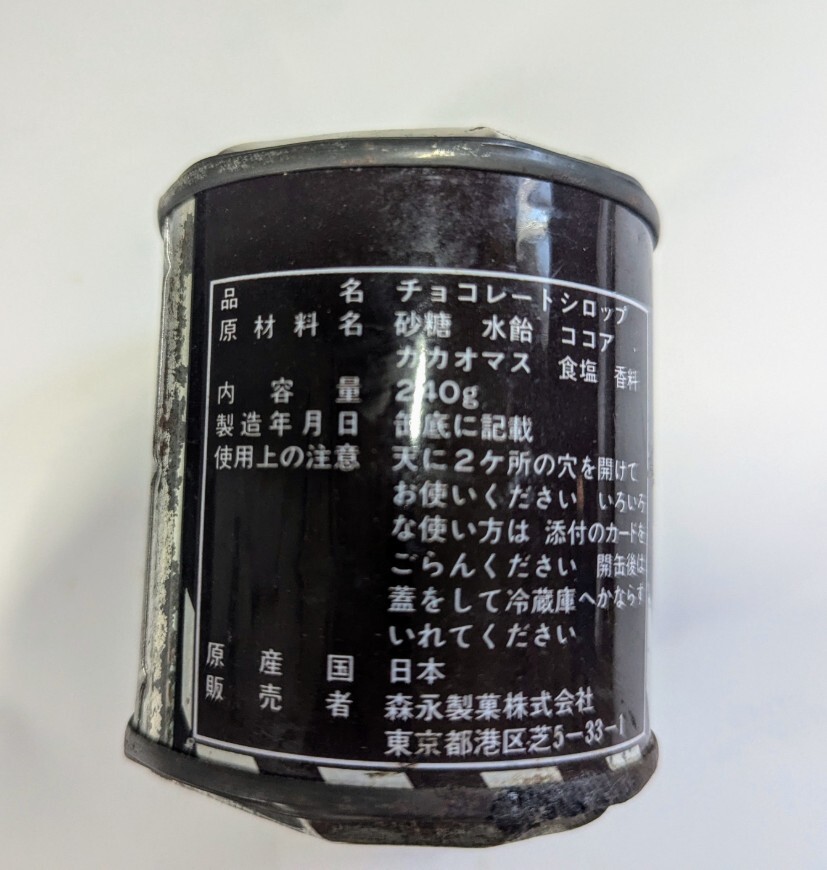 品名 チョコレートシロップ
原材料名 砂糖 水飴 ココア
カカオマス 食塩 香料
内容量 240g
製造年月日 缶底に記載
使用上の注意 天に2ケ所の穴を開けて
お使いください いろいろ
な使い方は 添付のカードを
ごらんください 開缶後は
蓋をして冷蔵庫へかならず
いれてください
原産国 日本
販売者 森永製菓株式会社
東京都港区芝5-33-1